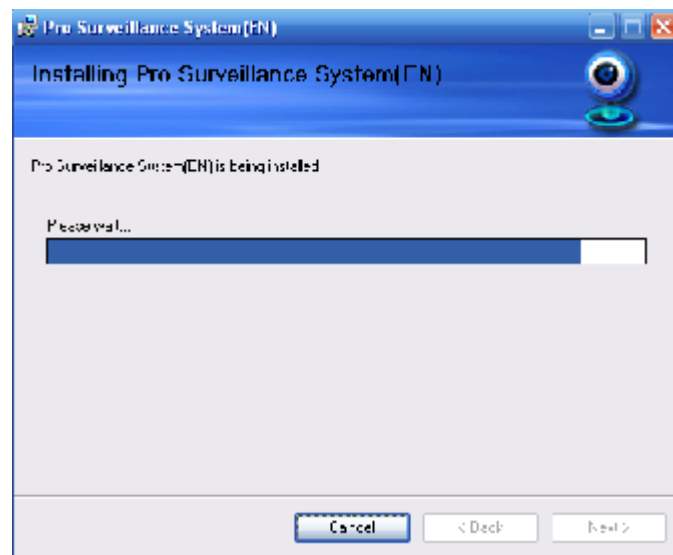 Pro Surveillance System(EN)
Installing Pro Surveillance System(EN)
Pro Surveillance System(EN) is being installed
Please wait...
Cancel
< Back
Next >